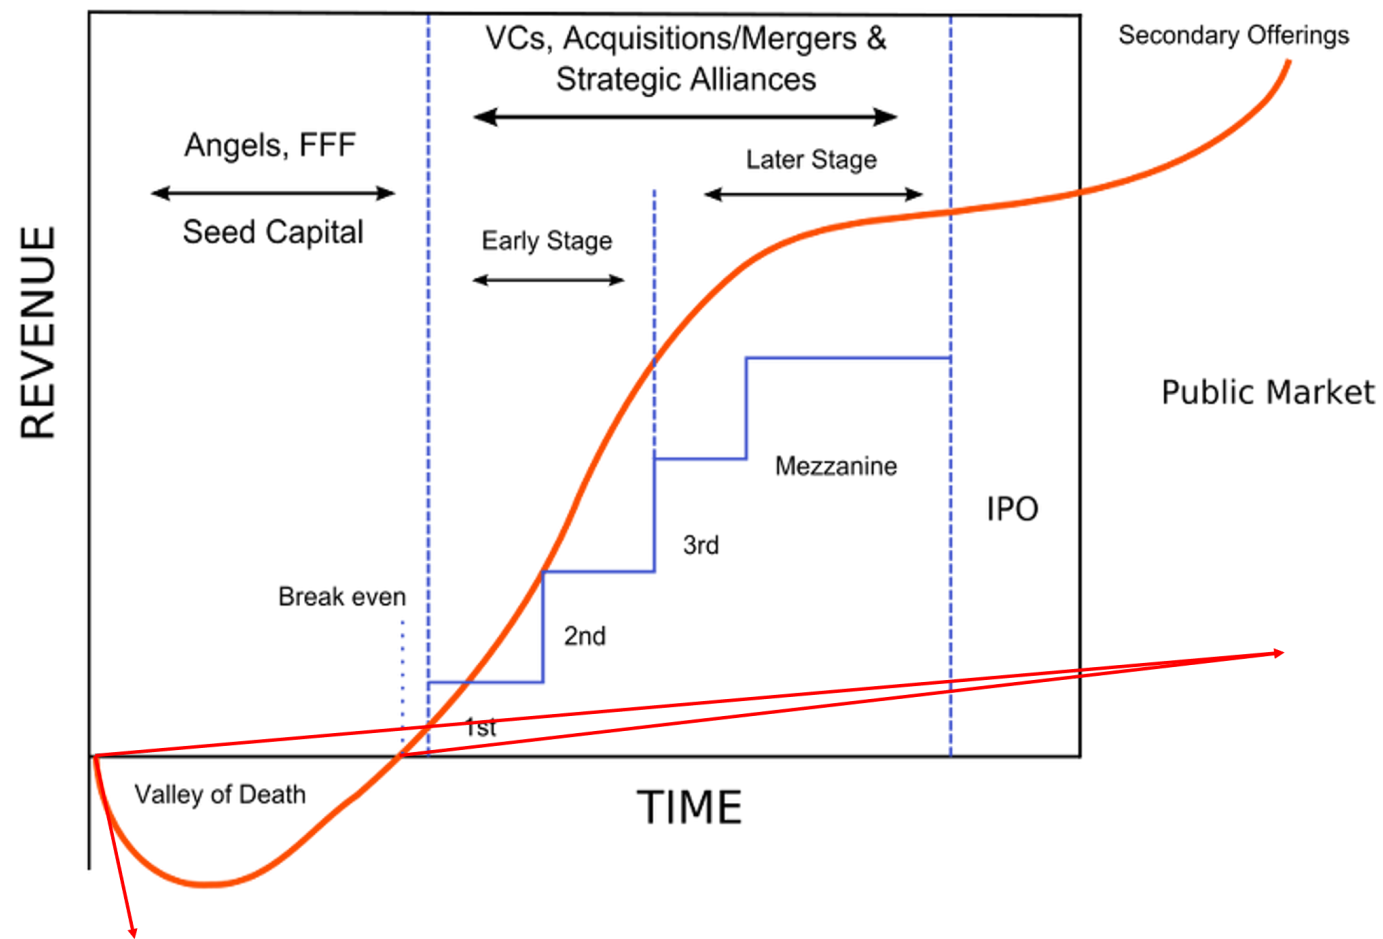 VCs, Acquisitions/Mergers &
Strategic Alliances
Secondary Offerings
Angels, FFF
Seed Capital
Later Stage
Early Stage
REVENUE
Public Market
Mezzanine
IPO
3rd
Break even
2nd
1st
Valley of Death
TIME